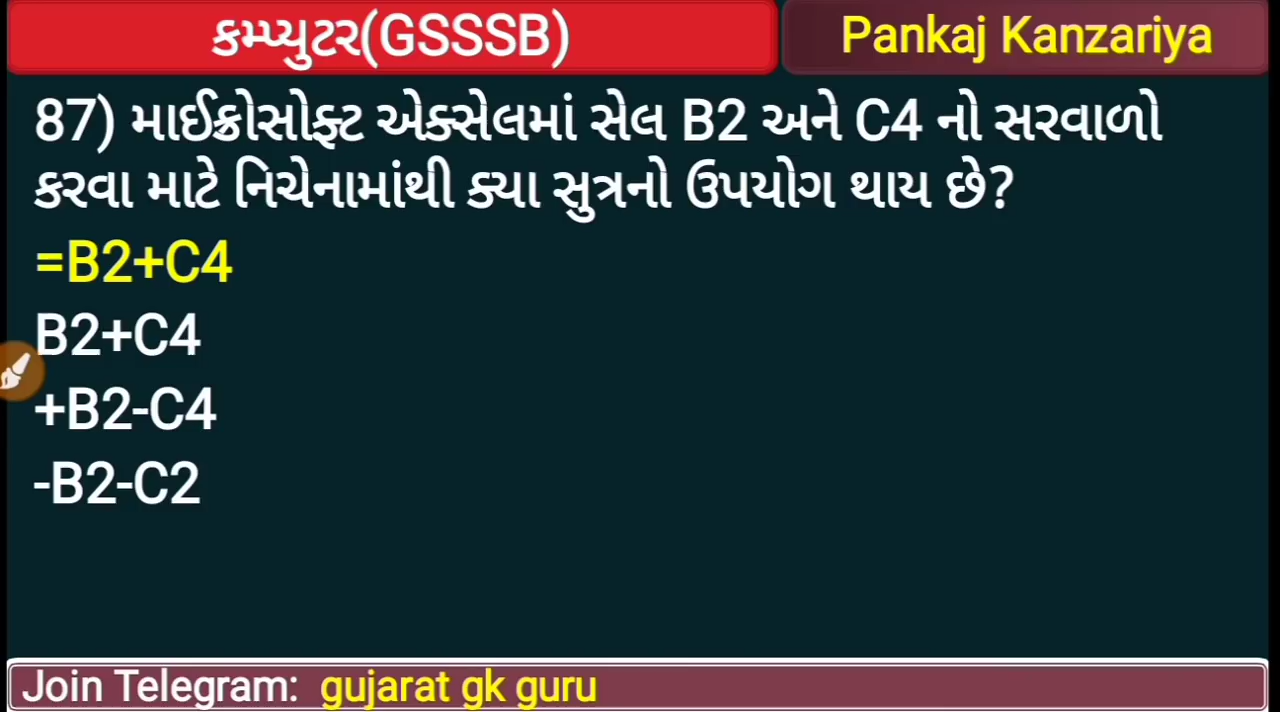 કમ્પ્યુટર(GSSSB)
Pankaj Kanzariya
87) માઈક્રોસોફ્ટ એક્સેલમાં સેલ B2 અને C4 નો સરવાળો
કરવા માટે નિચેનામાંથી ક્યા સુત્રનો ઉપયોગ થાય છે?
=B2+C4
B2+C4
+B2-C4
-B2-C2
Join Telegram: gujarat gk guru